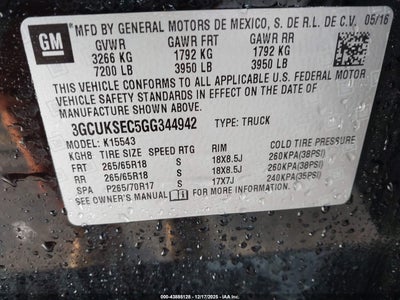 GM
MFD BY GENERAL MOTORS DE MEXICO, S. DE R.L. DE C.V. 05/16
GVWR GAWR FRT GAWR RR
3266 KG 1792 KG 1792 KG
7200 LB 3950 LB 3950 LB
THIS VEHICLE CONFORMS TO ALL APPLICABLE U.S. FEDERAL MOTOR
VEHICLE SAFETY STANDARDS IN EFFECT ON THE DATE OF
MANUFACTURE SHOWN ABOVE.
3GCUKSEC5GG344942 TYPE: TRUCK
MODEL: K15543
KGH8 TIRE SIZE SPEED RTG RIM COLD TIRE PRESSURE
FRT 265/65R18 S 18X8.5J 260KPA(38PSI)
RR 265/65R18 S 18X8.5J 260KPA(38PSI)
SPA P265/70R17 S 17X7J 240KPA(35PSI)
SEE OWNER'S MANUAL FOR MORE INFORMATION.
©IAA 000-43888128 12/17/2025 WWW.IAAI.COM